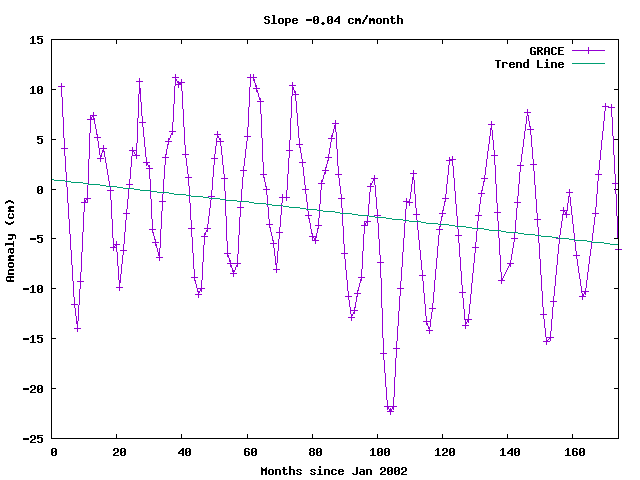 Slope -0.04 cm/month
15
GRACE
Trend Line
10
5
0
-5
-10
-15
-20
-25
Anomaly (cm)
0 20 40 60 80 100 120 140 160
Months since Jan 2002